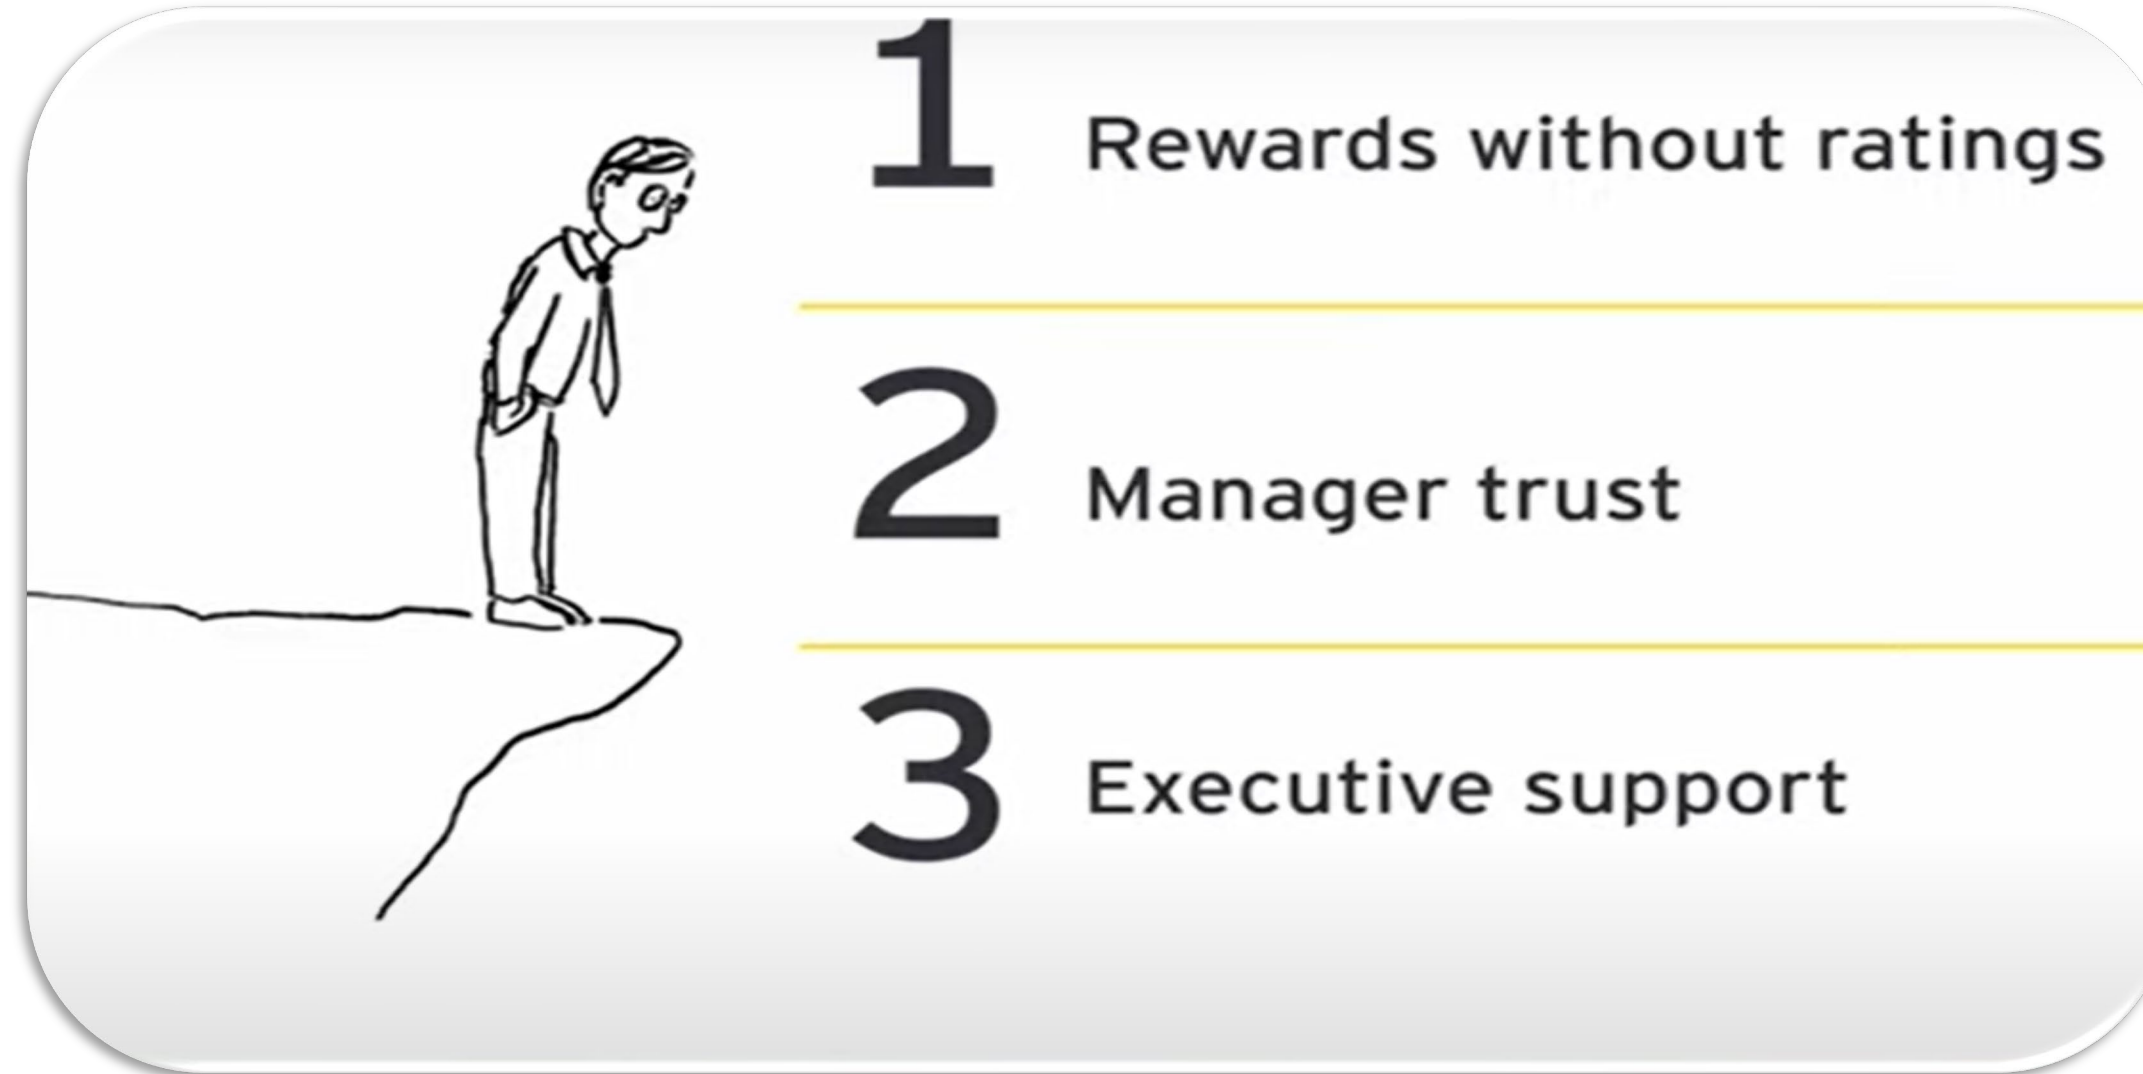 1
Rewards without ratings
2
Manager trust
3
Executive support